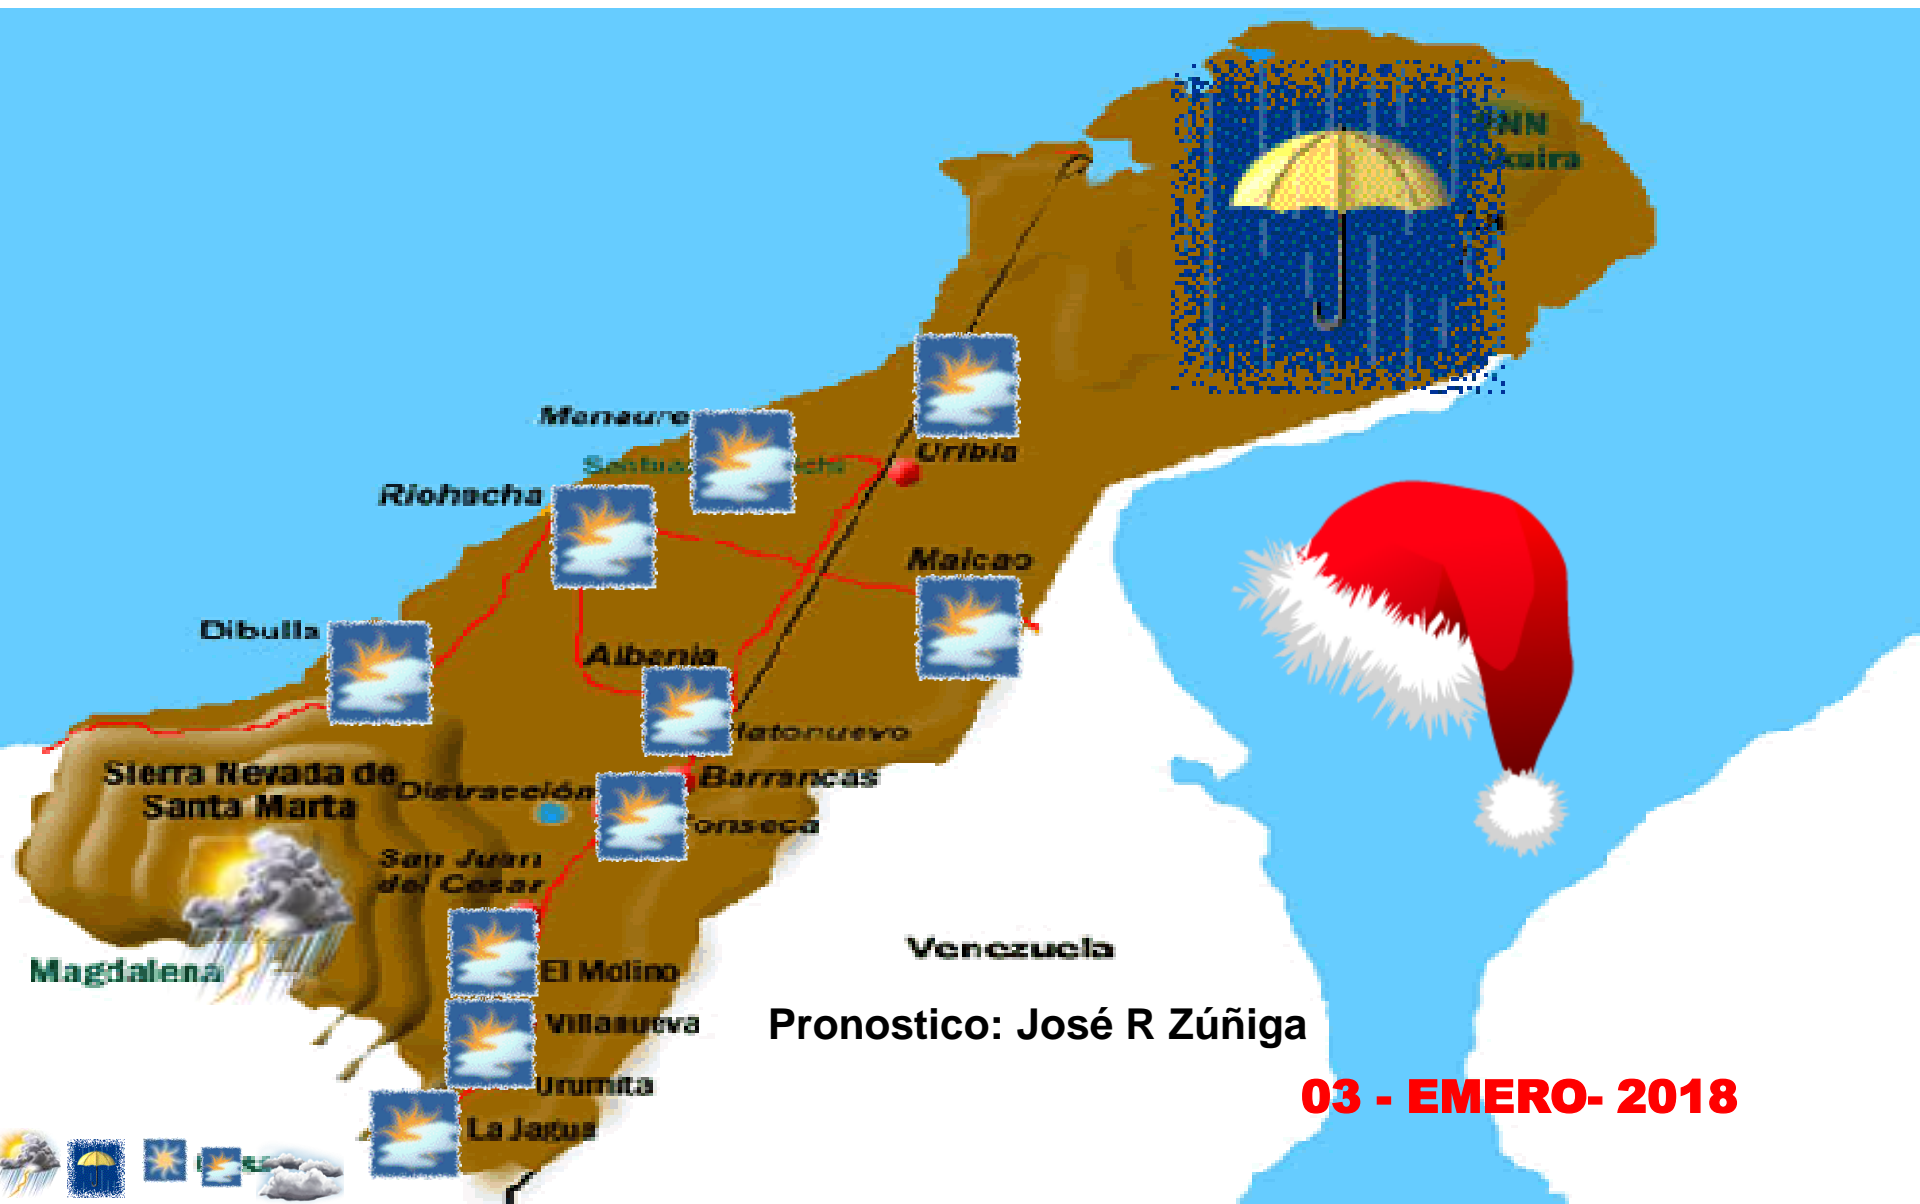 Manaure
Uribia
Riohacha
Maicao
Dibulla
Albania
Barrancas
Sierra Nevada de
Santa Marta
Distracción
San Juan
del Cesar
Magdalena
El Molino
Venezuela
Villanueva
Pronostico: José R Zúñiga
Urumita
03 - EMERO- 2018
La Jagua